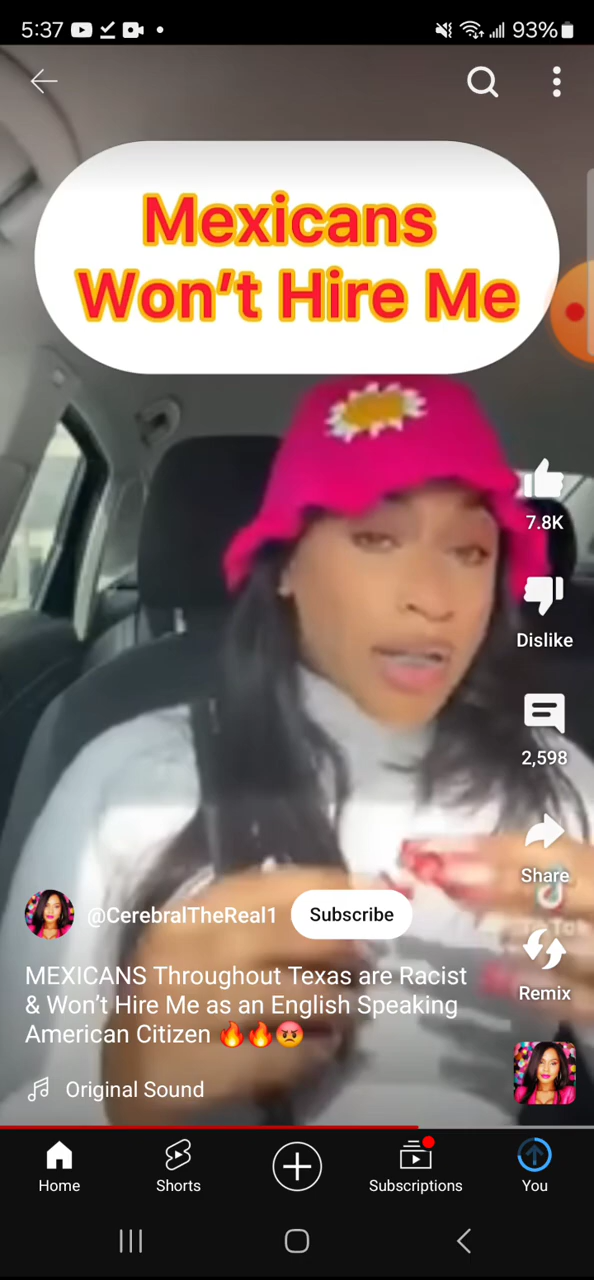 5:37
93%
Mexicans
Won't Hire Me
7.8K
Dislike
2,598
Share
@CerebralTheReal1
Subscribe
MEXICANS Throughout Texas are Racist
& Won't Hire Me as an English Speaking
American Citizen 🔥🔥😡
Remix
Original Sound
Home
Shorts
Subscriptions
You